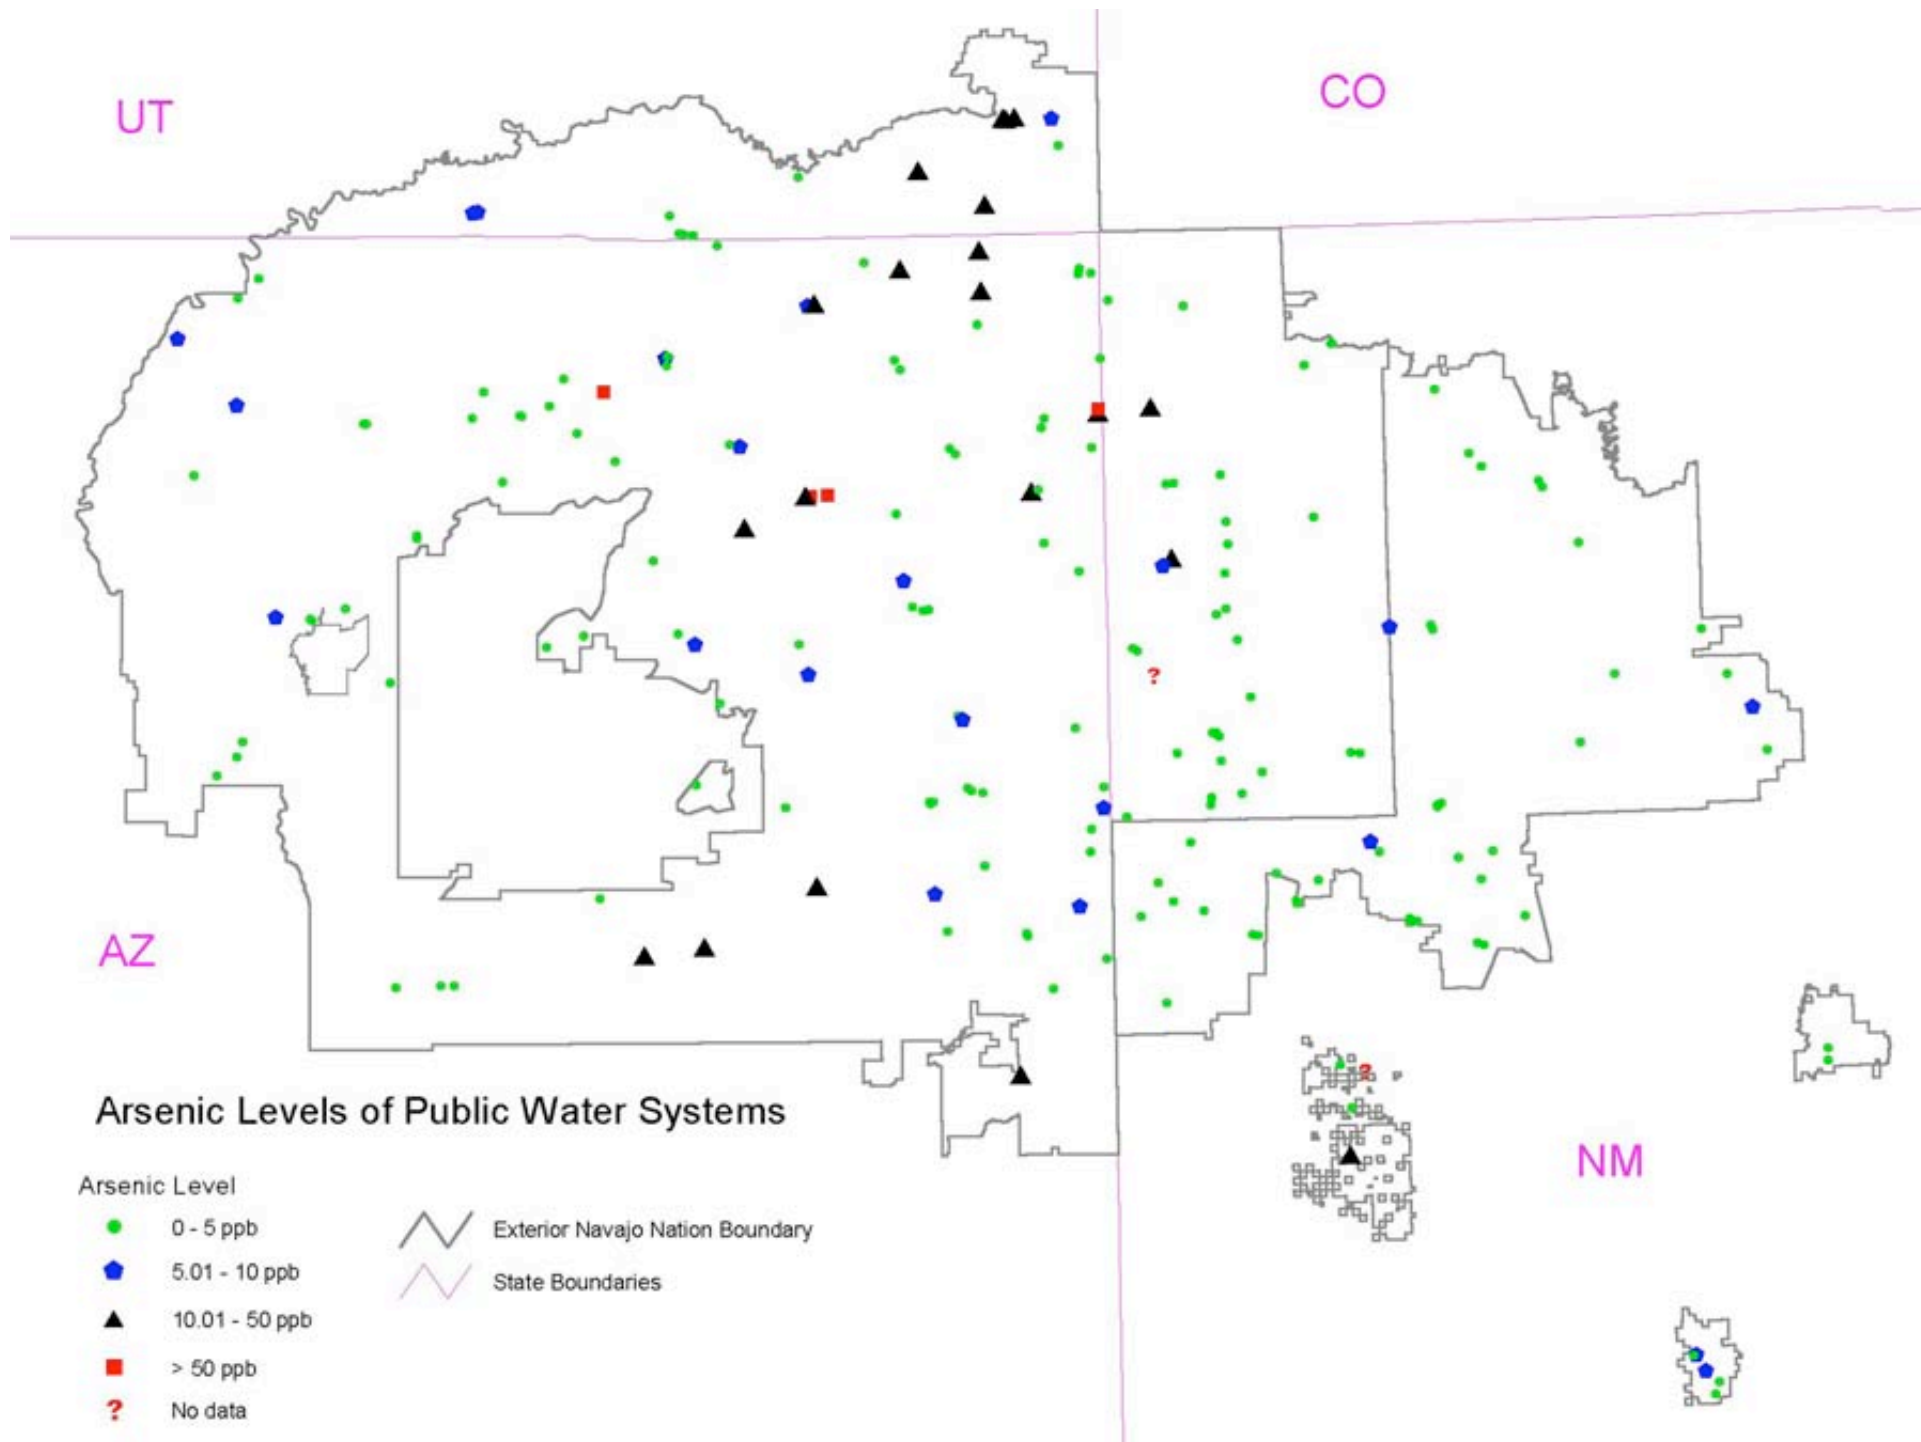 UT
CO
AZ
NM
?
?
Arsenic Levels of Public Water Systems
Arsenic Level
0 - 5 ppb
5.01 - 10 ppb
10.01 - 50 ppb
> 50 ppb
? No data
Exterior Navajo Nation Boundary
State Boundaries